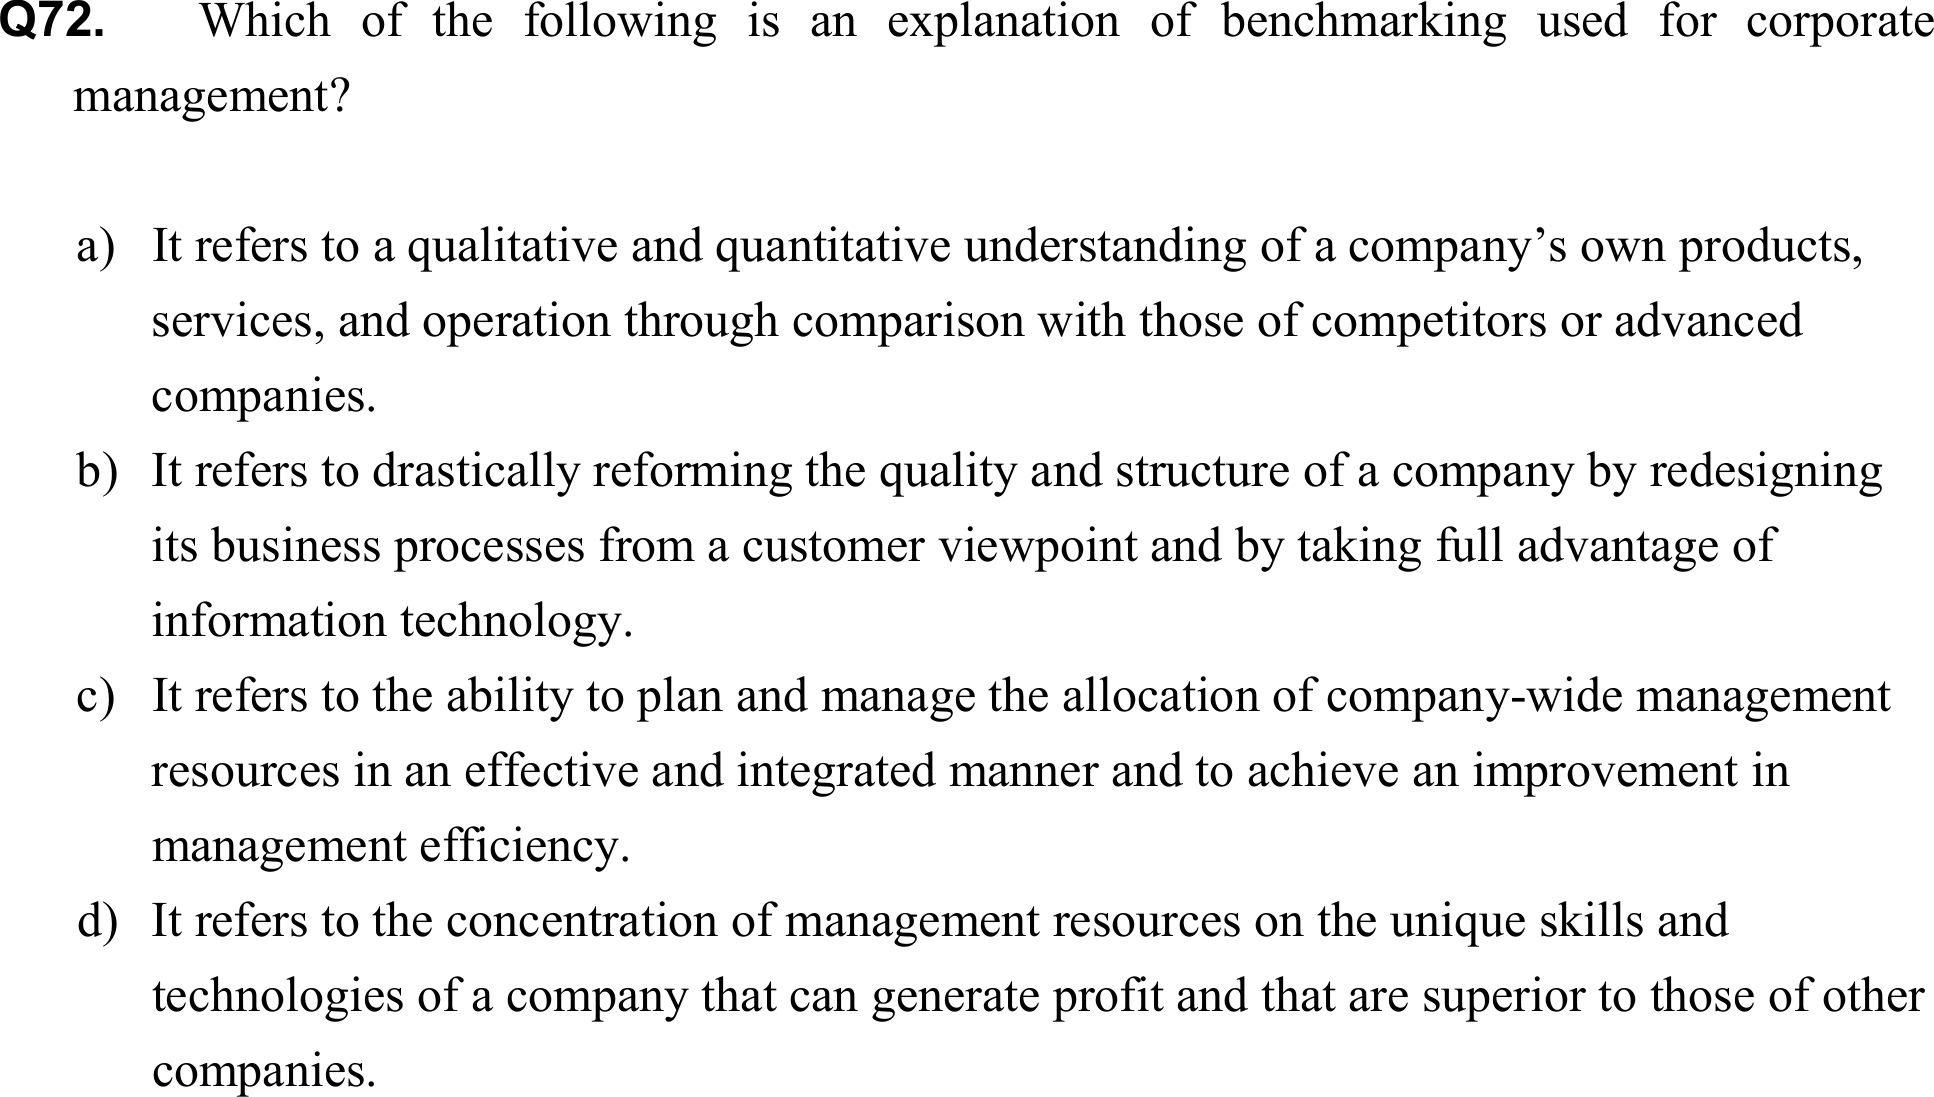 Q72. Which of the following is an explanation of benchmarking used for corporate
management?
a) It refers to a qualitative and quantitative understanding of a company’s own products,
services, and operation through comparison with those of competitors or advanced
companies.
b) It refers to drastically reforming the quality and structure of a company by redesigning
its business processes from a customer viewpoint and by taking full advantage of
information technology.
c) It refers to the ability to plan and manage the allocation of company-wide management
resources in an effective and integrated manner and to achieve an improvement in
management efficiency.
d) It refers to the concentration of management resources on the unique skills and
technologies of a company that can generate profit and that are superior to those of other
companies.